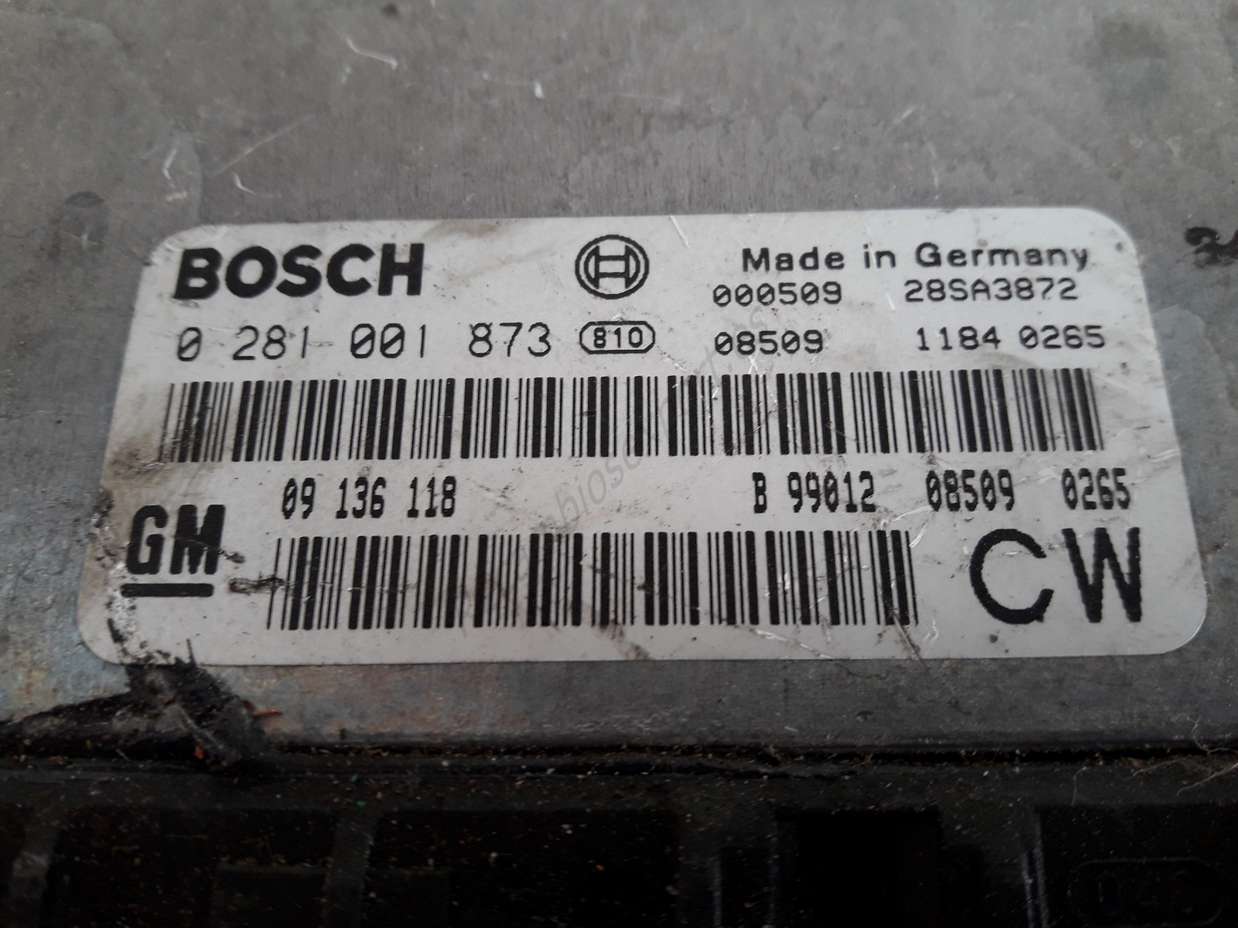 BOSCH
Made in Germany
000509 28SA3872
0 281 001 873 810 08509 1184 0265
09 136 118 B 99012 08509 0265
GM CW